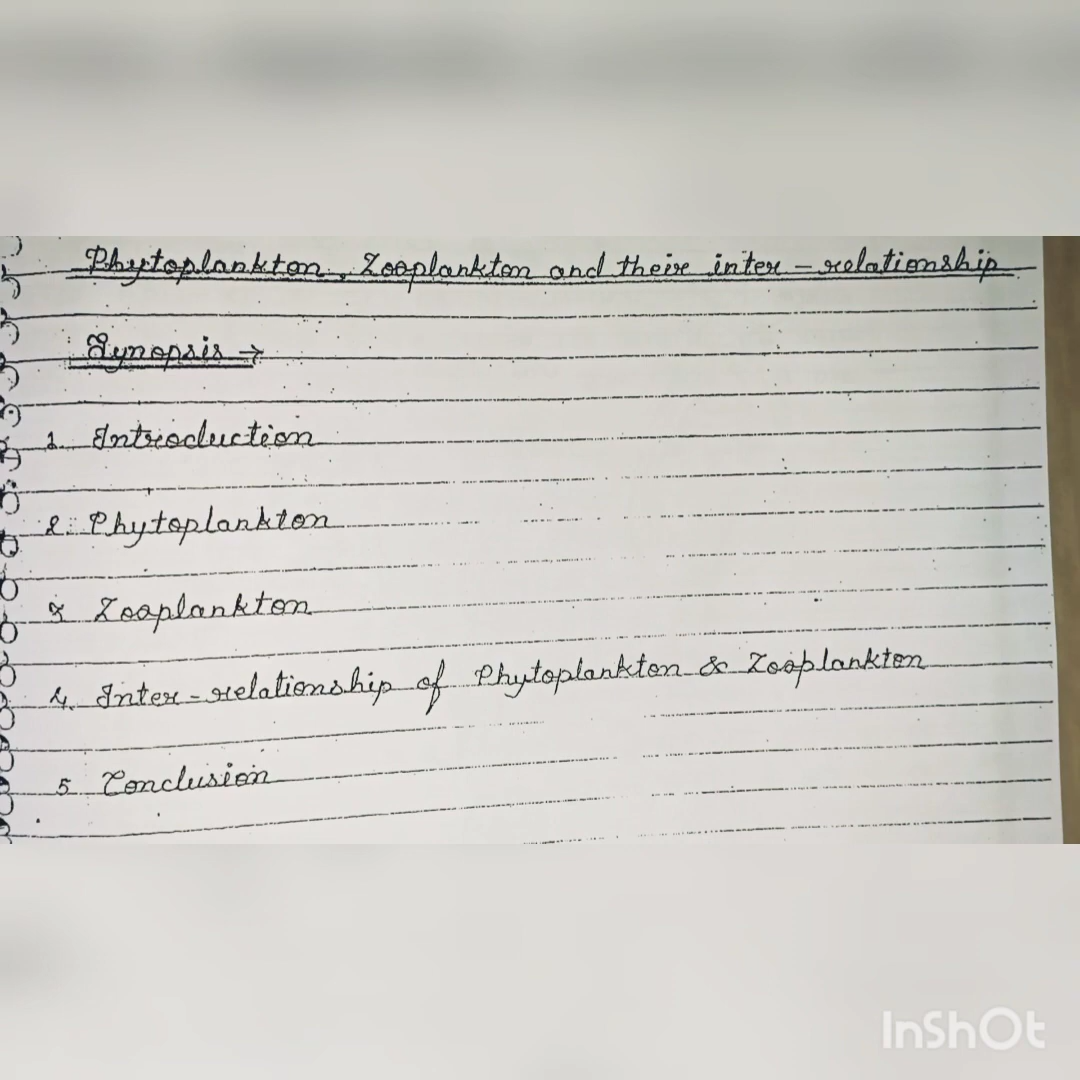 Phytoplankton, Zooplankton and their inter-relationship
Synopsis →
1. Introduction
2. Phytoplankton
3 Zooplankton
4. Inter-relationship of Phytoplankton & Zooplankton
5 Conclusion
InShOt